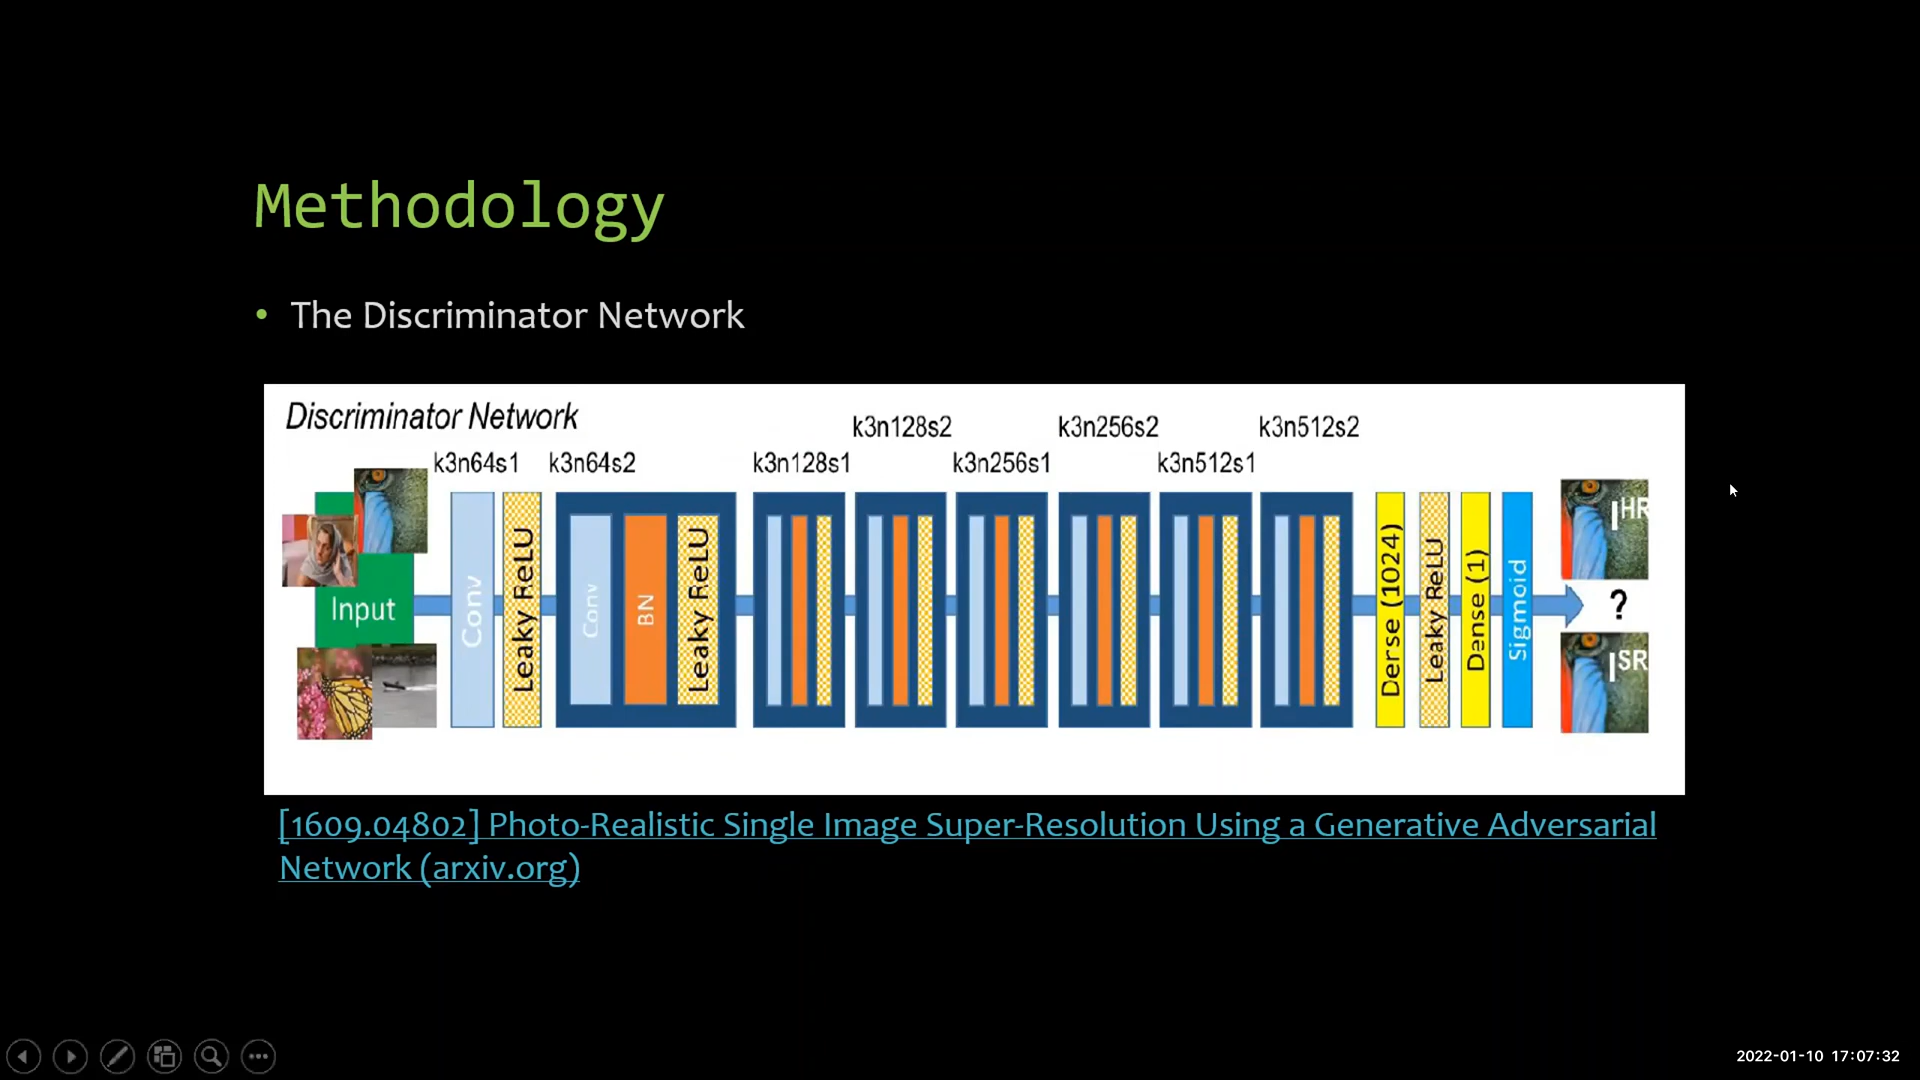 Methodology
• The Discriminator Network
Discriminator Network
k3n128s2 k3n256s2 k3n512s2
k3n64s1 k3n64s2 k3n128s1 k3n256s1 k3n512s1
Input
Conv
Leaky ReLU
Conv
BN
Leaky ReLU
Dense (1024)
Leaky ReLU
Dense (1)
Sigmoid
I^HR
?
I^SR
[1609.04802] Photo-Realistic Single Image Super-Resolution Using a Generative Adversarial
Network (arxiv.org)
2022-01-10 17:07:32